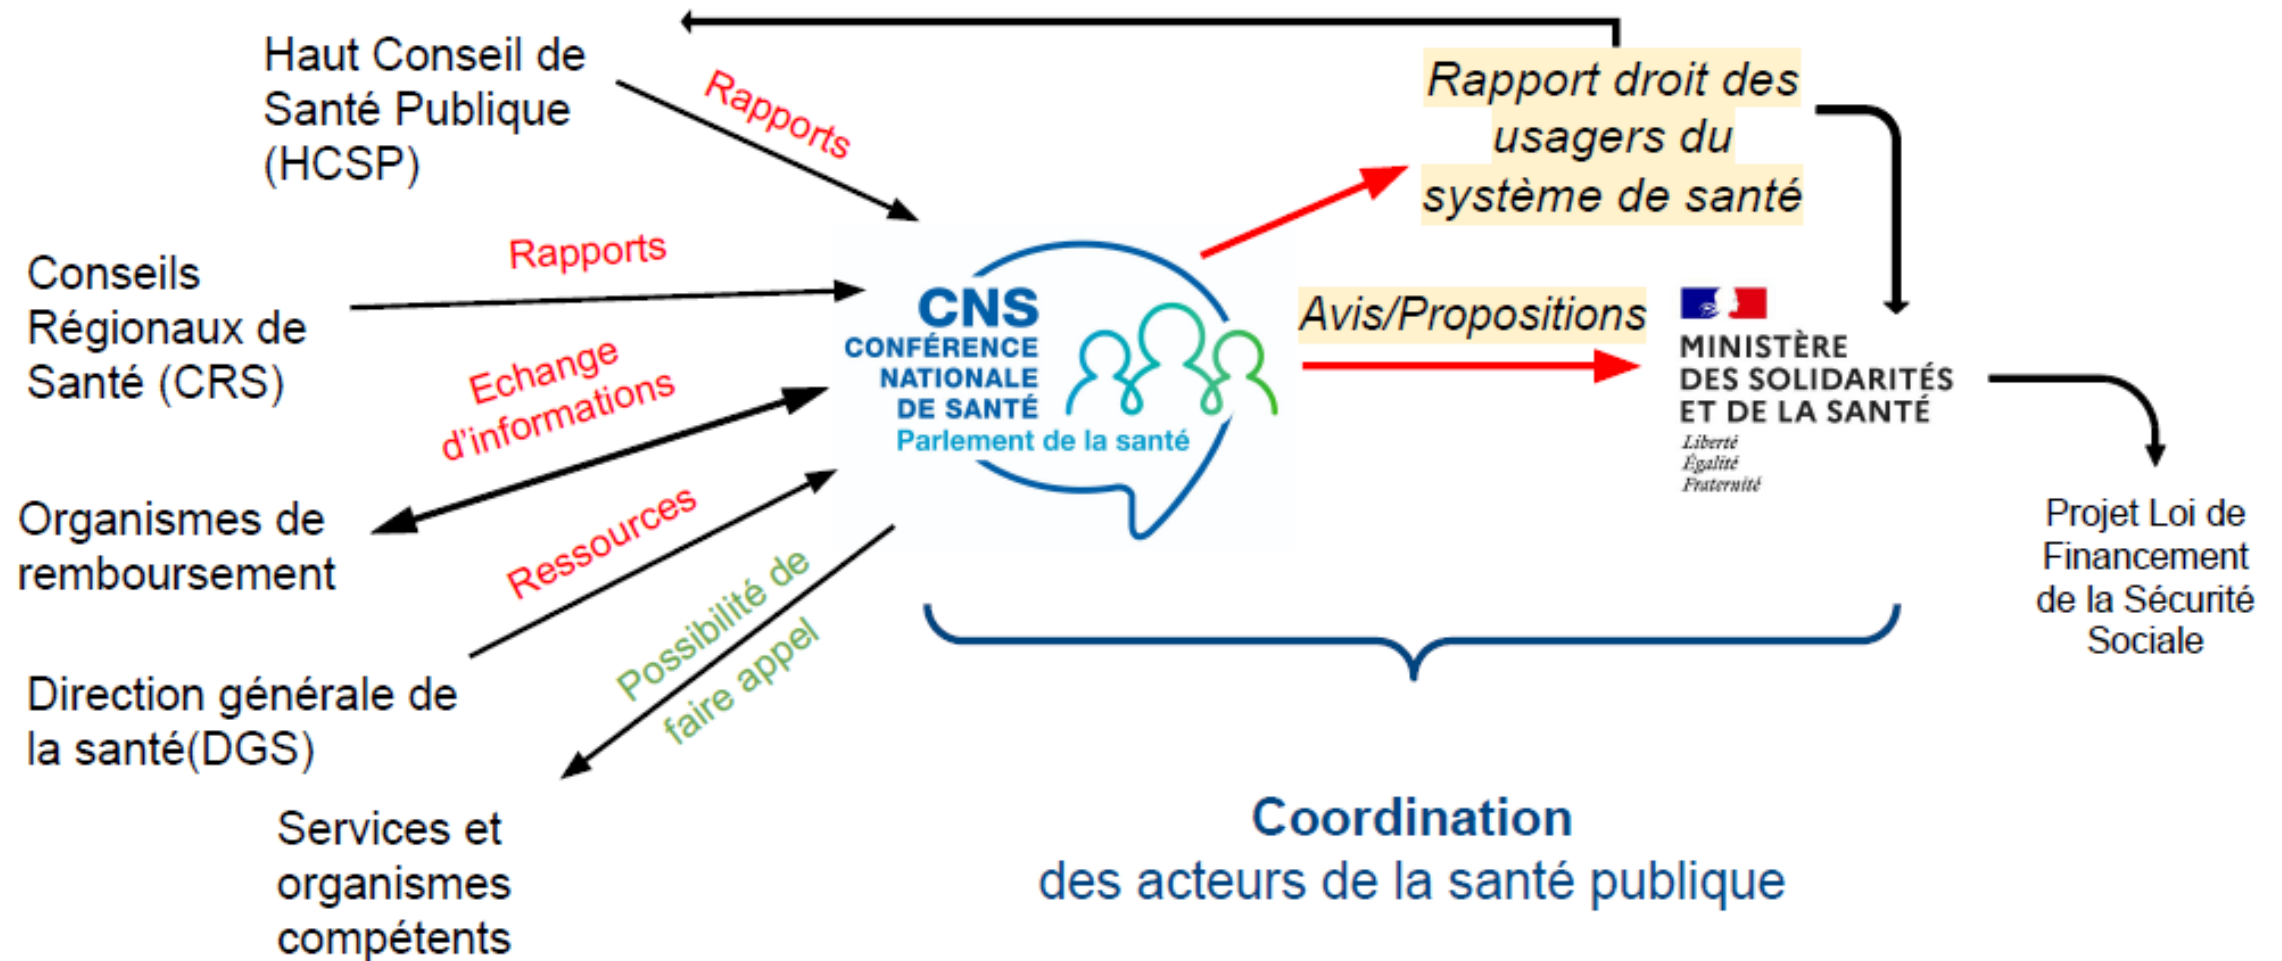 Haut Conseil de
Santé Publique
(HCSP)
Rapports
Rapport droit des
usagers du
système de santé
Conseils
Régionaux de
Santé (CRS)
Rapports
CNS
CONFÉRENCE
NATIONALE
DE SANTÉ
Parlement de la santé
Avis/Propositions
MINISTÈRE
DES SOLIDARITÉS
ET DE LA SANTÉ
Liberté
Égalité
Fraternité
Echange
d'informations
Organismes de
remboursement
Ressources
Projet Loi de
Financement
de la Sécurité
Sociale
Direction générale de
la santé(DGS)
Possibilité de
faire appel
Services et
organismes
compétents
Coordination
des acteurs de la santé publique